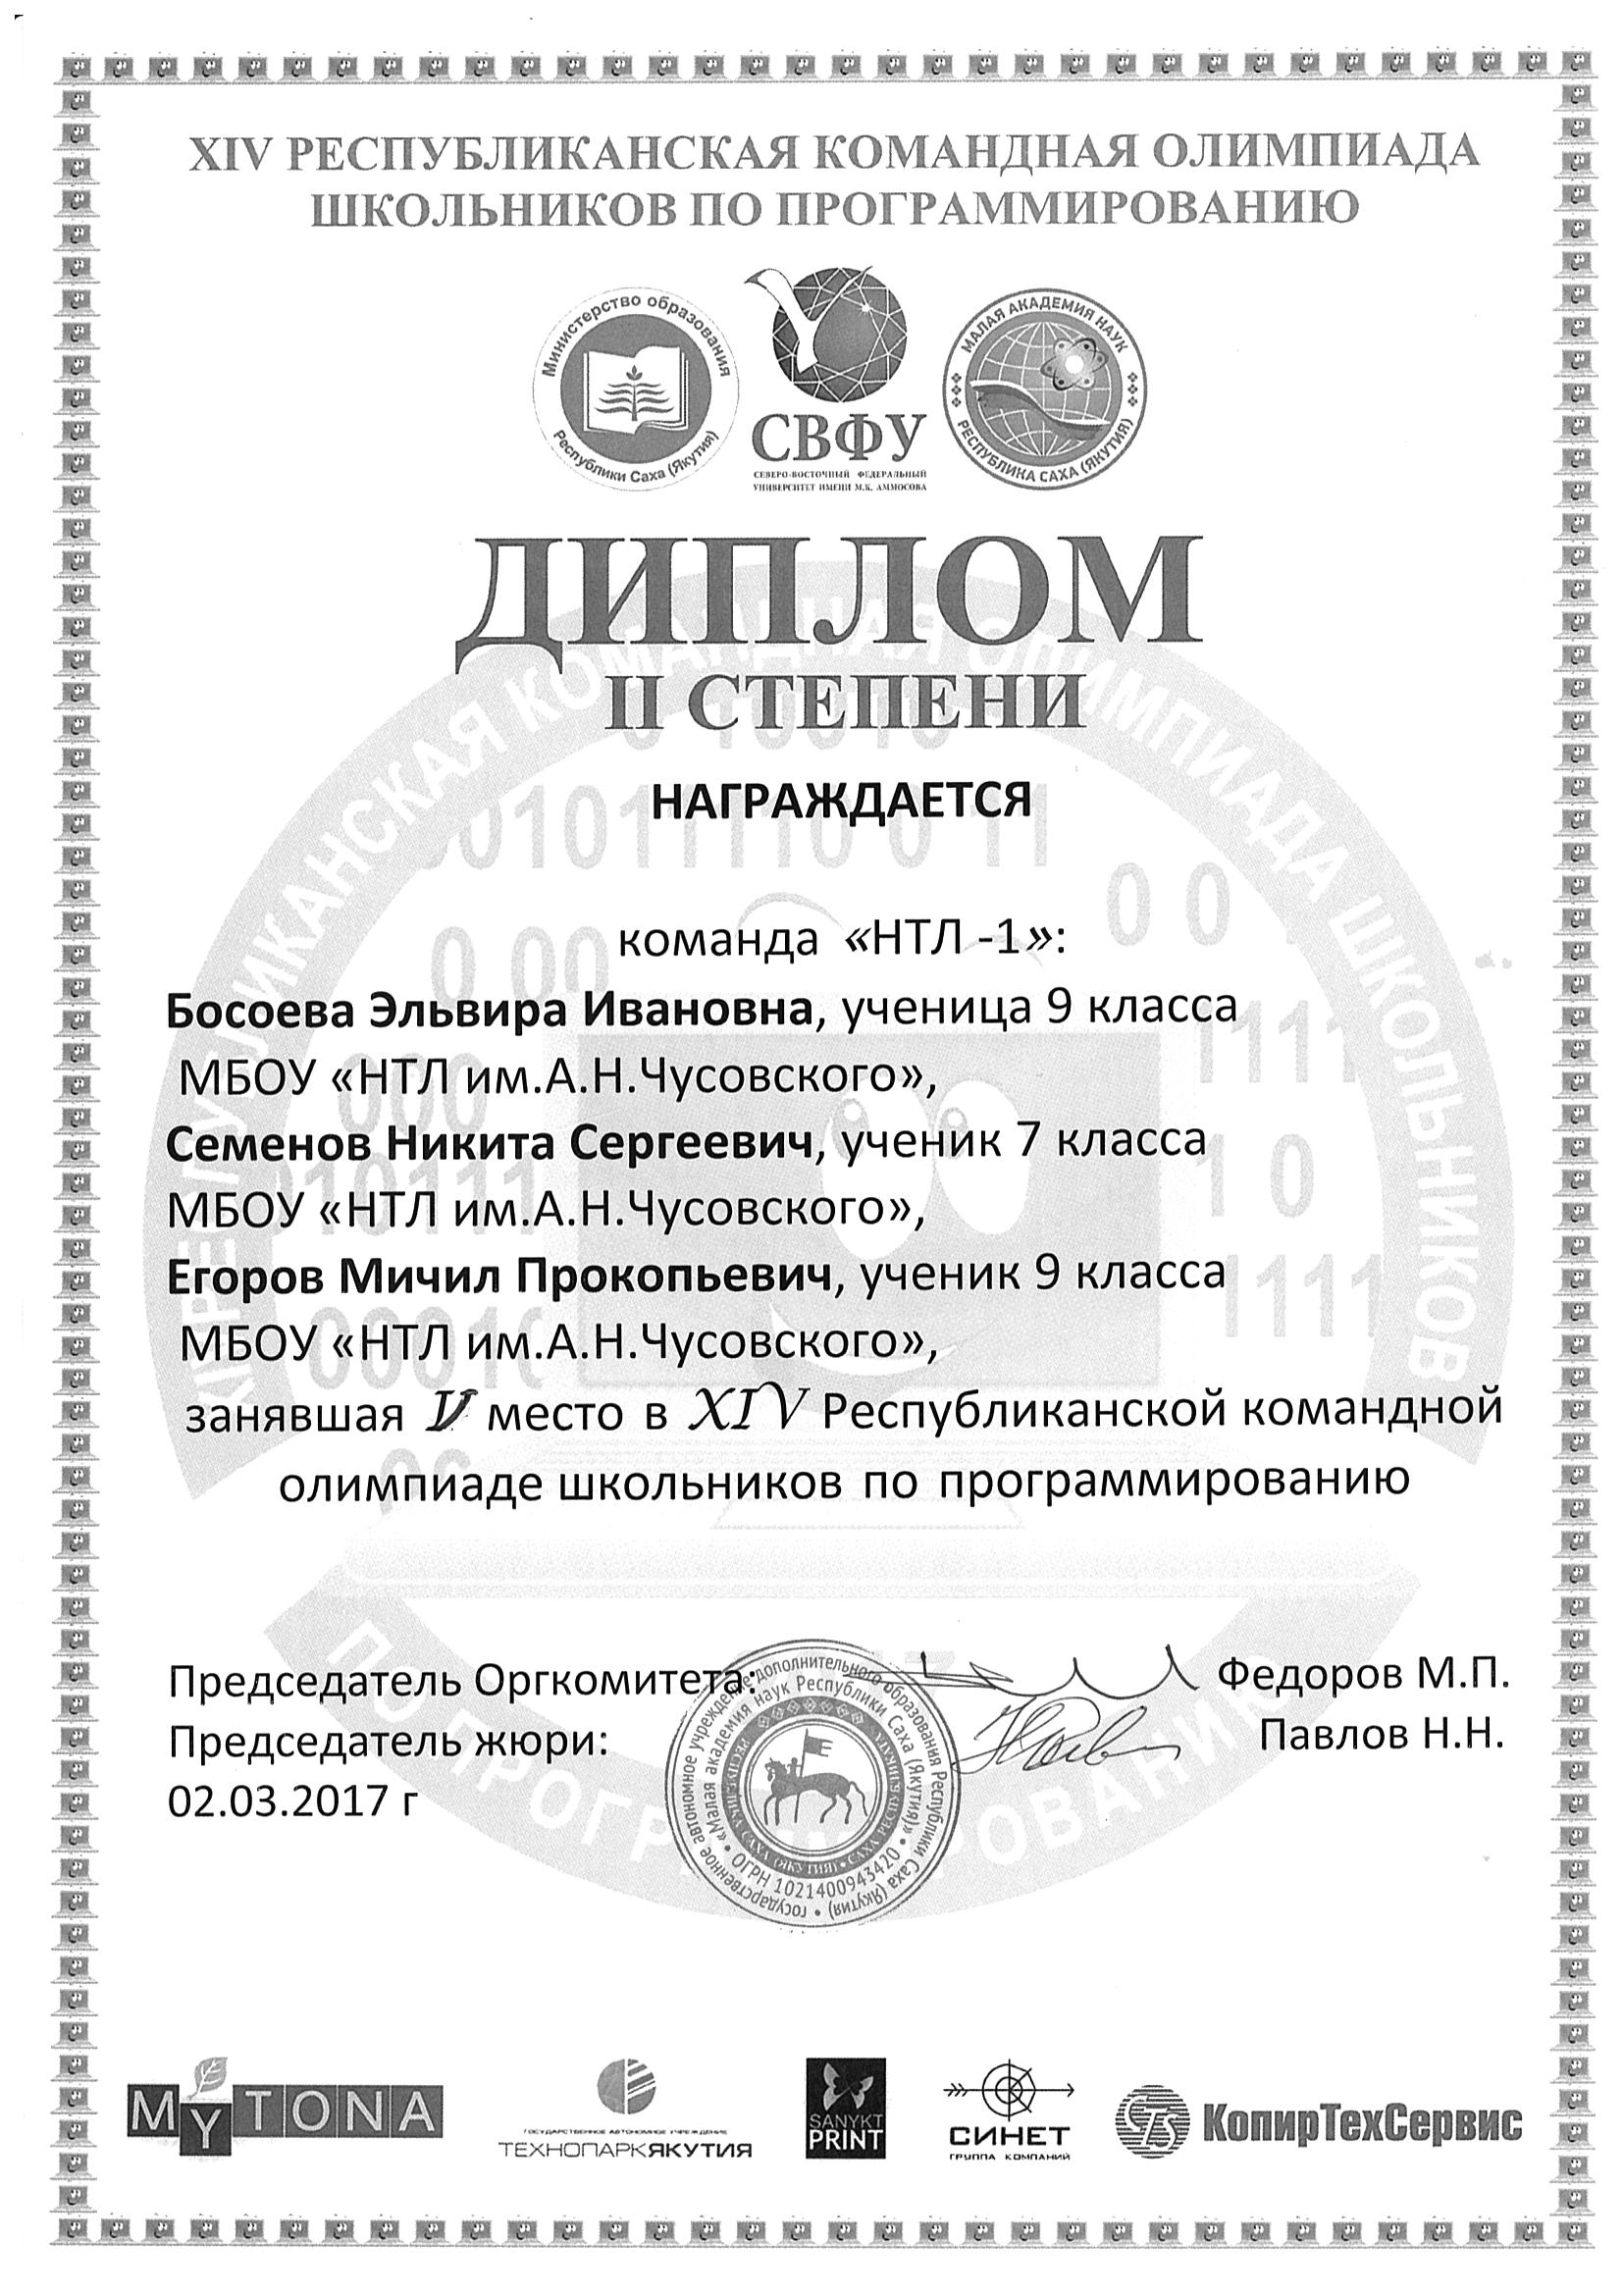 XIV РЕСПУБЛИКАНСКАЯ КОМАНДНАЯ ОЛИМПИАДА
ШКОЛЬНИКОВ ПО ПРОГРАММИРОВАНИЮ
Министерство образования
Республики Саха (Якутия)
СВФУ
СЕВЕРО-ВОСТОЧНЫЙ ФЕДЕРАЛЬНЫЙ
УНИВЕРСИТЕТ ИМЕНИ М.К. АММОСОВА
МАЛАЯ АКАДЕМИЯ НАУК
РЕСПУБЛИКА САХА (ЯКУТИЯ)
ДИПЛОМ
II СТЕПЕНИ
НАГРАЖДАЕТСЯ
команда «НТЛ -1»:
Босоева Эльвира Ивановна, ученица 9 класса
МБОУ «НТЛ им.А.Н.Чусовского»,
Семенов Никита Сергеевич, ученик 7 класса
МБОУ «НТЛ им.А.Н.Чусовского»,
Егоров Мичил Прокопьевич, ученик 9 класса
МБОУ «НТЛ им.А.Н.Чусовского»,
занявшая V место в XIV Республиканской командной
олимпиаде школьников по программированию
Председатель Оргкомитета: Федоров М.П.
Председатель жюри: Павлов Н.Н.
02.03.2017 г
государственное автономное учреждение дополнительного образования Республики Саха (Якутия)
«Малая академия наук Республики Саха (Якутия)» • ОГРН 1021400943420
MYTONA
ГОСУДАРСТВЕННОЕ АВТОНОМНОЕ УЧРЕЖДЕНИЕ
ТЕХНОПАРКЯКУТИЯ
SANYKT
PRINT
СИНЕТ
ГРУППА КОМПАНИЙ
CTS КопирТехСервис